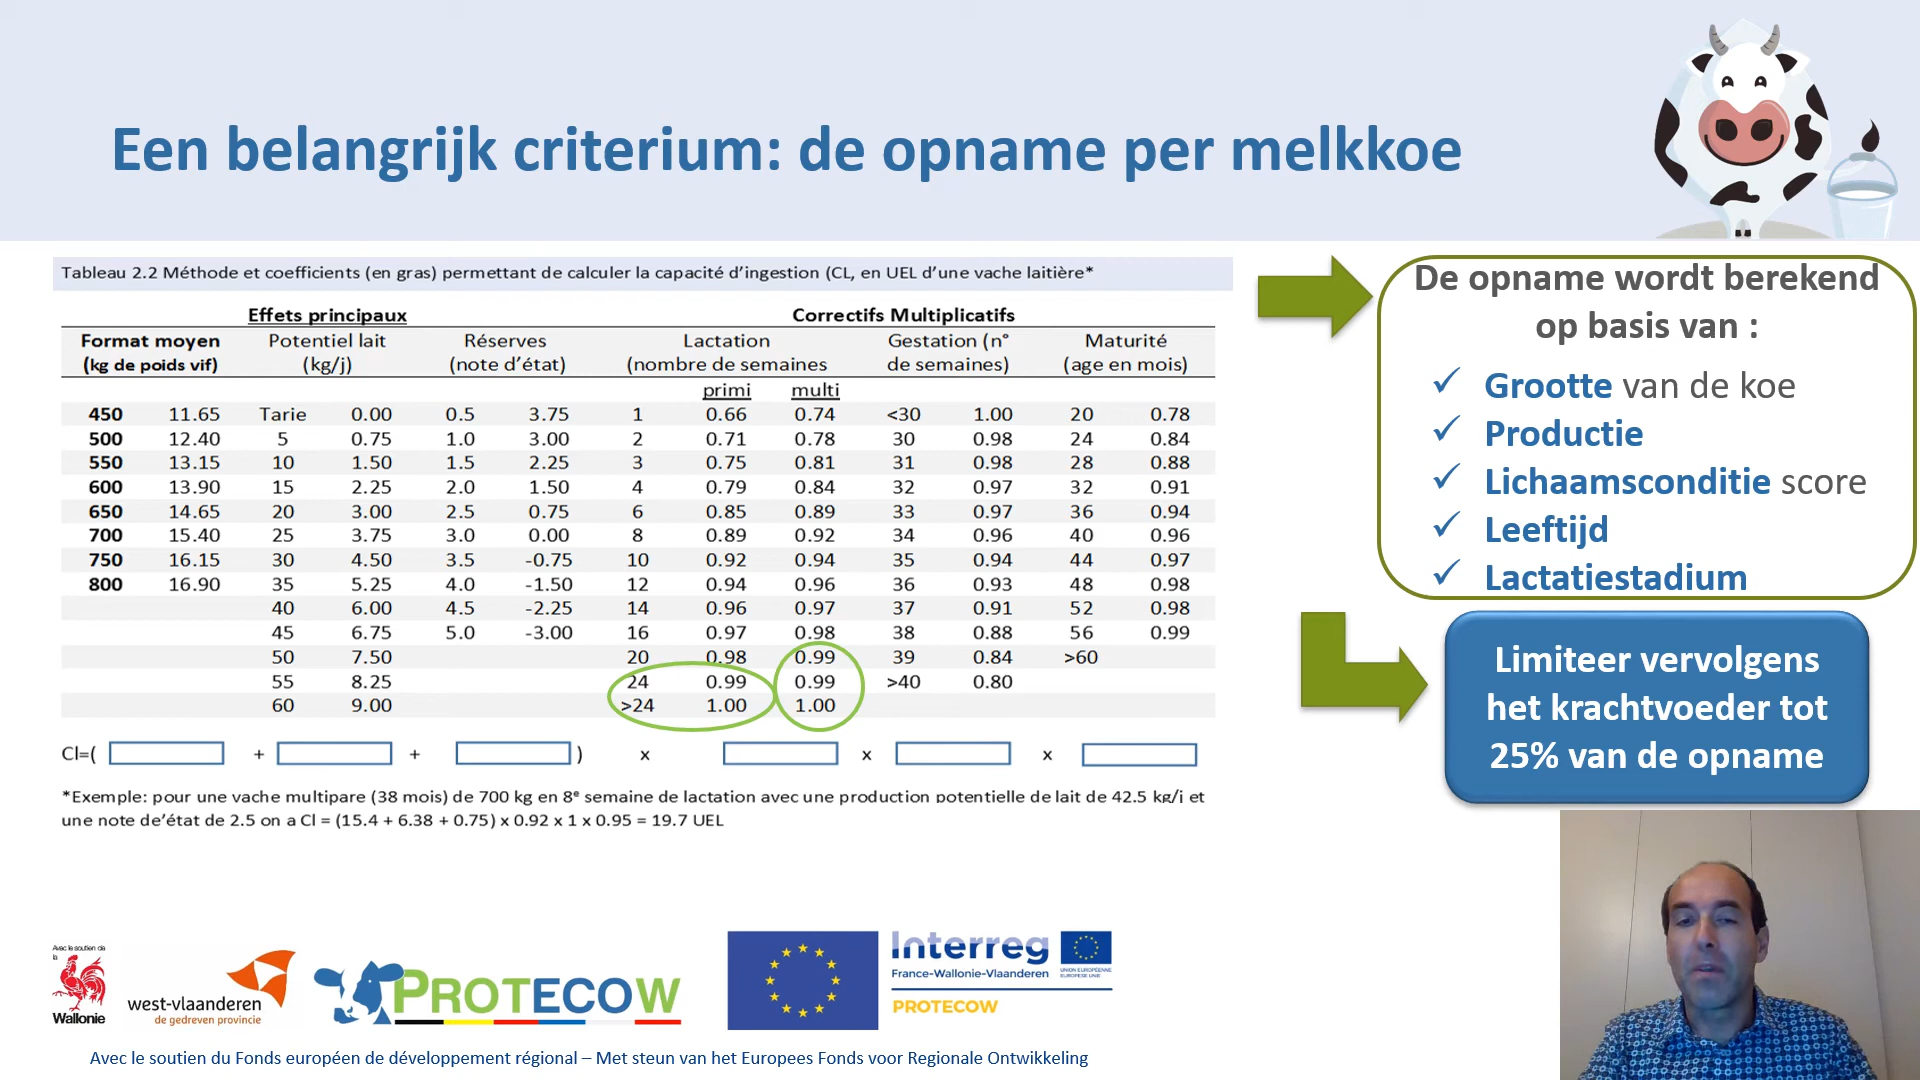 Een belangrijk criterium: de opname per melkkoe
Tableau 2.2 Méthode et coefficients (en gras) permettant de calculer la capacité d’ingestion (CL, en UEL d’une vache laitière*
Effets principaux Correctifs Multiplicatifs
Format moyen Potentiel lait Réserves Lactation Gestation (n° Maturité
(kg de poids vif) (kg/j) (note d’état) (nombre de semaines de semaines) (age en mois)
primi multi
450 11.65 Tarie 0.00 0.5 3.75 1 0.66 0.74 <30 1.00 20 0.78
500 12.40 5 0.75 1.0 3.00 2 0.71 0.78 30 0.98 24 0.84
550 13.15 10 1.50 1.5 2.25 3 0.75 0.81 31 0.98 28 0.88
600 13.90 15 2.25 2.0 1.50 4 0.79 0.84 32 0.97 32 0.91
650 14.65 20 3.00 2.5 0.75 6 0.85 0.89 33 0.97 36 0.94
700 15.40 25 3.75 3.0 0.00 8 0.89 0.92 34 0.96 40 0.96
750 16.15 30 4.50 3.5 -0.75 10 0.92 0.94 35 0.94 44 0.97
800 16.90 35 5.25 4.0 -1.50 12 0.94 0.96 36 0.93 48 0.98
40 6.00 4.5 -2.25 14 0.96 0.97 37 0.91 52 0.98
45 6.75 5.0 -3.00 16 0.97 0.98 38 0.88 56 0.99
50 7.50 20 0.98 0.99 39 0.84 >60
55 8.25 24 0.99 0.99 >40 0.80
60 9.00 >24 1.00 1.00
Cl=( + + ) x x x
*Exemple: pour une vache multipare (38 mois) de 700 kg en 8e semaine de lactation avec une production potentielle de lait de 42.5 kg/j et
une note de’état de 2.5 on a Cl = (15.4 + 6.38 + 0.75) x 0.92 x 1 x 0.95 = 19.7 UEL
De opname wordt berekend
op basis van :
✓ Grootte van de koe
✓ Productie
✓ Lichaamsconditie score
✓ Leeftijd
✓ Lactatiestadium
Limiteer vervolgens
het krachtvoeder tot
25% van de opname
Avec le soutien de
la
Wallonie
west-vlaanderen
de gedreven provincie
PROTECOW
Interreg
France-Wallonie-Vlaanderen
UNION EUROPÉENNE
EUROPESE UNIE
PROTECOW
Avec le soutien du Fonds européen de développement régional – Met steun van het Europees Fonds voor Regionale Ontwikkeling